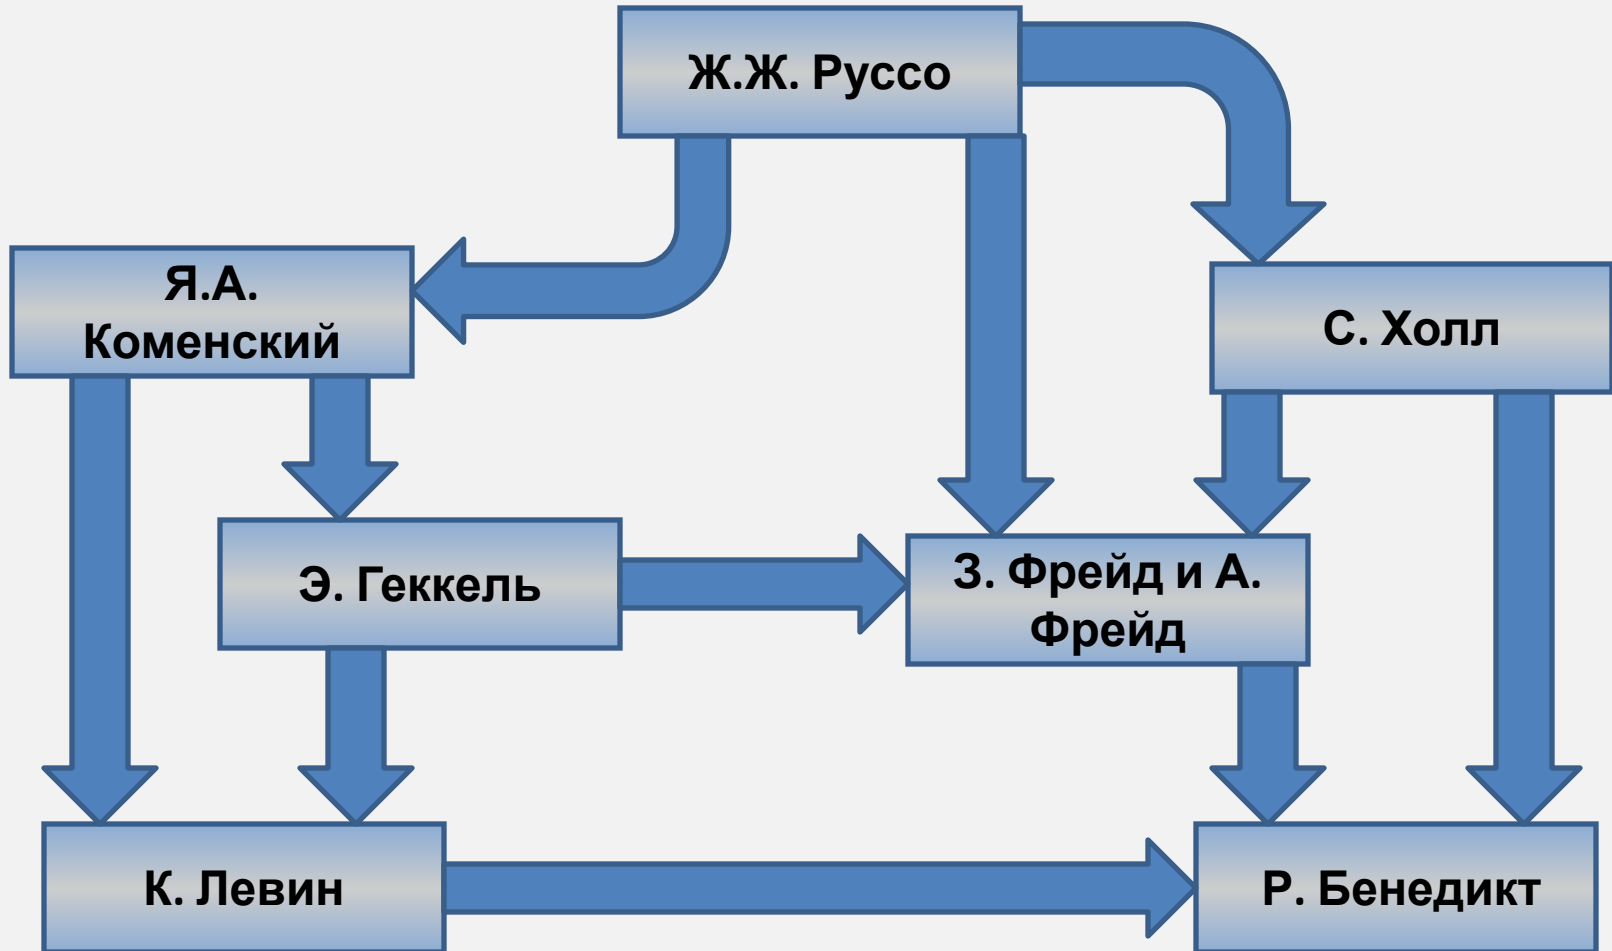 Ж.Ж. Руссо
Я.А.
Коменский
С. Холл
Э. Геккель
З. Фрейд и А.
Фрейд
К. Левин
Р. Бенедикт